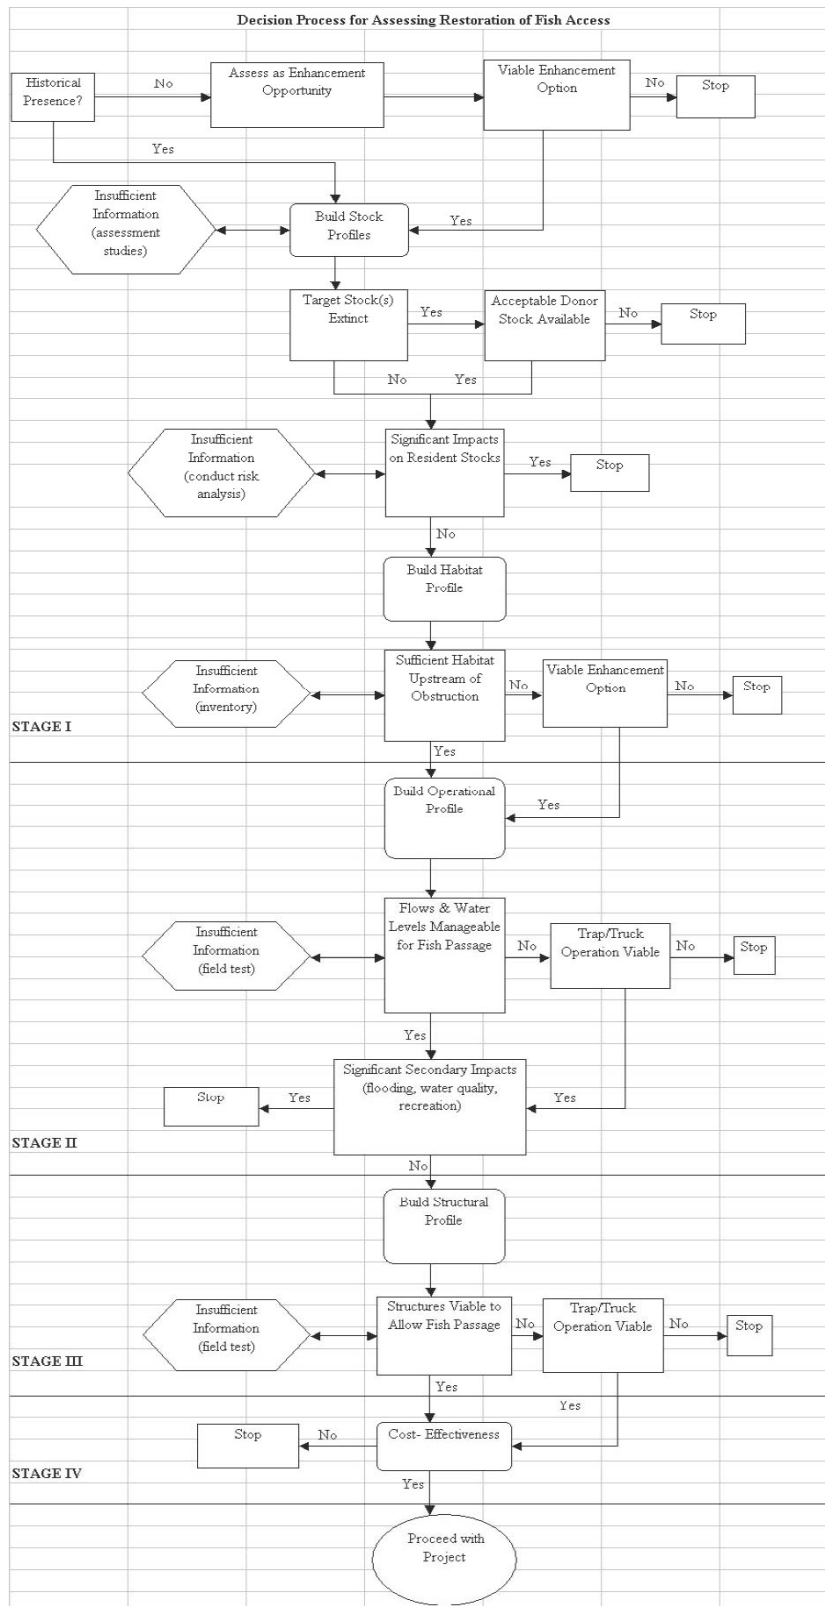 Decision Process for Assessing Restoration of Fish Access
Historical
Presence?
No
Assess as Enhancement
Opportunity
Viable Enhancement
Option
No
Stop
Yes
Insufficient
Information
(assessment
studies)
Build Stock
Profiles
Yes
Target Stock(s)
Extinct
Yes
Acceptable Donor
Stock Available
No
Stop
No
Yes
Insufficient
Information
(conduct risk
analysis)
Significant Impacts
on Resident Stocks
Yes
Stop
No
Build Habitat
Profile
Insufficient
Information
(inventory)
Sufficient Habitat
Upstream of
Obstruction
No
Viable Enhancement
Option
No
Stop
STAGE I
Yes
Build Operational
Profile
Yes
Insufficient
Information
(field test)
Flows & Water
Levels Manageable
for Fish Passage
No
Trap/Truck
Operation Viable
No
Stop
Yes
Significant Secondary Impacts
(flooding, water quality,
recreation)
Stop
Yes
Yes
STAGE II
No
Build Structural
Profile
Insufficient
Information
(field test)
Structures Viable to
Allow Fish Passage
No
Trap/Truck
Operation Viable
No
Stop
STAGE III
Yes
Yes
Stop
No
Cost- Effectiveness
STAGE IV
Yes
Proceed with
Project